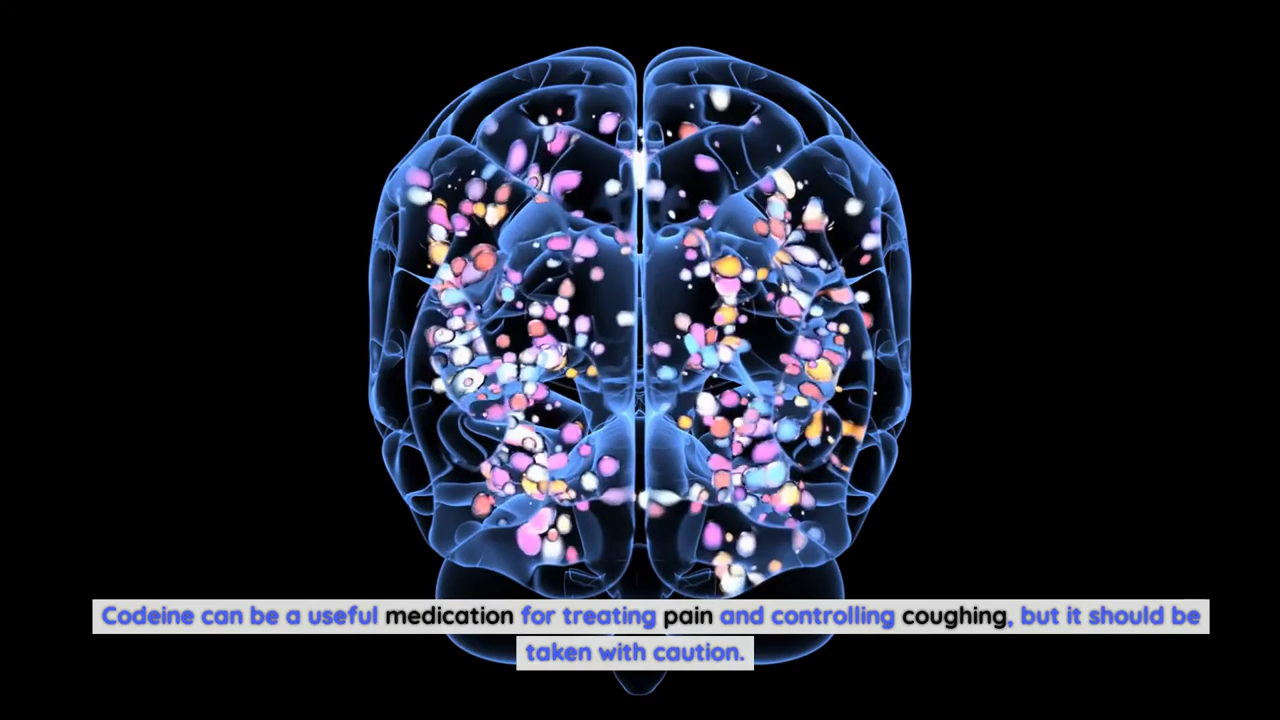 Codeine can be a useful medication for treating pain and controlling coughing, but it should be
taken with caution.